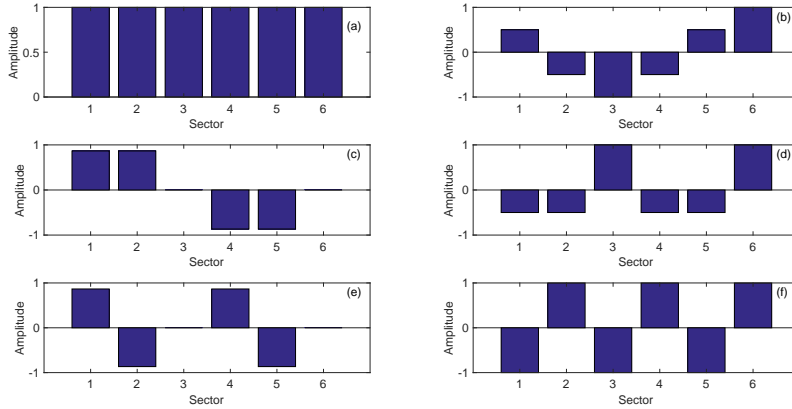 (a)
Amplitude
1
0.5
0
1 2 3 4 5 6
Sector
(b)
Amplitude
1
0
-1
1 2 3 4 5 6
Sector
(c)
Amplitude
1
0
-1
1 2 3 4 5 6
Sector
(d)
Amplitude
1
0
-1
1 2 3 4 5 6
Sector
(e)
Amplitude
1
0
-1
1 2 3 4 5 6
Sector
(f)
Amplitude
1
0
-1
1 2 3 4 5 6
Sector